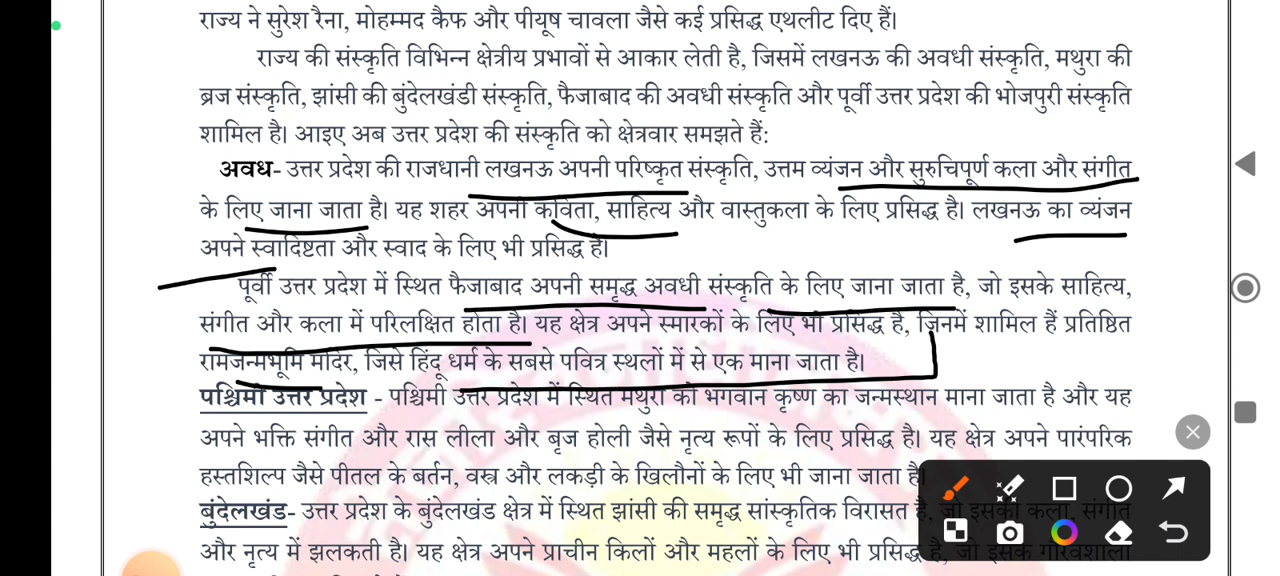 राज्य ने सुरेश रैना, मोहम्मद कैफ और पीयूष चावला जैसे कई प्रसिद्ध एथलीट दिए हैं।
राज्य की संस्कृति विभिन्न क्षेत्रीय प्रभावों से आकार लेती है, जिसमें लखनऊ की अवधी संस्कृति, मथुरा की
ब्रज संस्कृति, झांसी की बुंदेलखंडी संस्कृति, फैजाबाद की अवधी संस्कृति और पूर्वी उत्तर प्रदेश की भोजपुरी संस्कृति
शामिल है। आइए अब उत्तर प्रदेश की संस्कृति को क्षेत्रवार समझते हैं:
अवध- उत्तर प्रदेश की राजधानी लखनऊ अपनी परिष्कृत संस्कृति, उत्तम व्यंजन और सुरुचिपूर्ण कला और संगीत
के लिए जाना जाता है। यह शहर अपनी कविता, साहित्य और वास्तुकला के लिए प्रसिद्ध है। लखनऊ का व्यंजन
अपने स्वादिष्टता और स्वाद के लिए भी प्रसिद्ध है।
पूर्वी उत्तर प्रदेश में स्थित फैजाबाद अपनी समृद्ध अवधी संस्कृति के लिए जाना जाता है, जो इसके साहित्य,
संगीत और कला में परिलक्षित होता है। यह क्षेत्र अपने स्मारकों के लिए भी प्रसिद्ध है, जिनमें शामिल हैं प्रतिष्ठित
रामजन्मभूमि मंदिर, जिसे हिंदू धर्म के सबसे पवित्र स्थलों में से एक माना जाता है।
पश्चिमी उत्तर प्रदेश - पश्चिमी उत्तर प्रदेश में स्थित मथुरा को भगवान कृष्ण का जन्मस्थान माना जाता है और यह
अपने भक्ति संगीत और रास लीला और बृज होली जैसे नृत्य रूपों के लिए प्रसिद्ध है। यह क्षेत्र अपने पारंपरिक
हस्तशिल्प जैसे पीतल के बर्तन, वस्त्र और लकड़ी के खिलौनों के लिए भी जाना जाता है।
बुंदेलखंड- उत्तर प्रदेश के बुंदेलखंड क्षेत्र में स्थित झांसी की समृद्ध सांस्कृतिक विरासत है, जो इसकी कला, संगीत
और नृत्य में झलकती है। यह क्षेत्र अपने प्राचीन किलों और महलों के लिए भी प्रसिद्ध है, जो इसके गौरवशाली